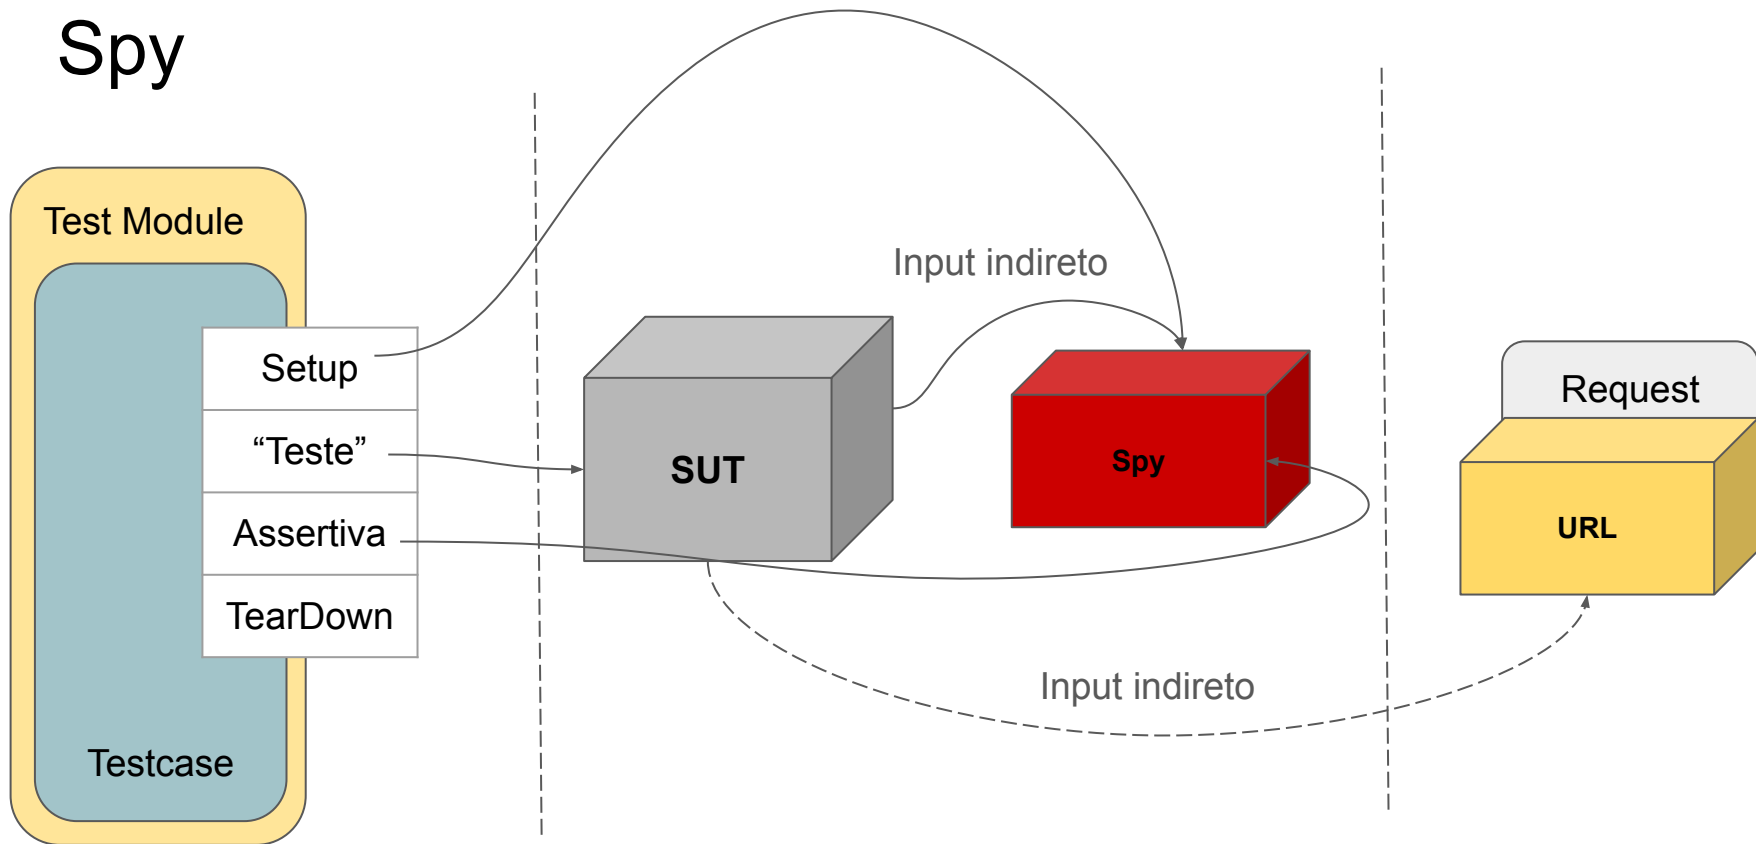 Spy
Test Module
Setup
“Teste”
Assertiva
TearDown
Testcase
SUT
Input indireto
Spy
Input indireto
Request
URL